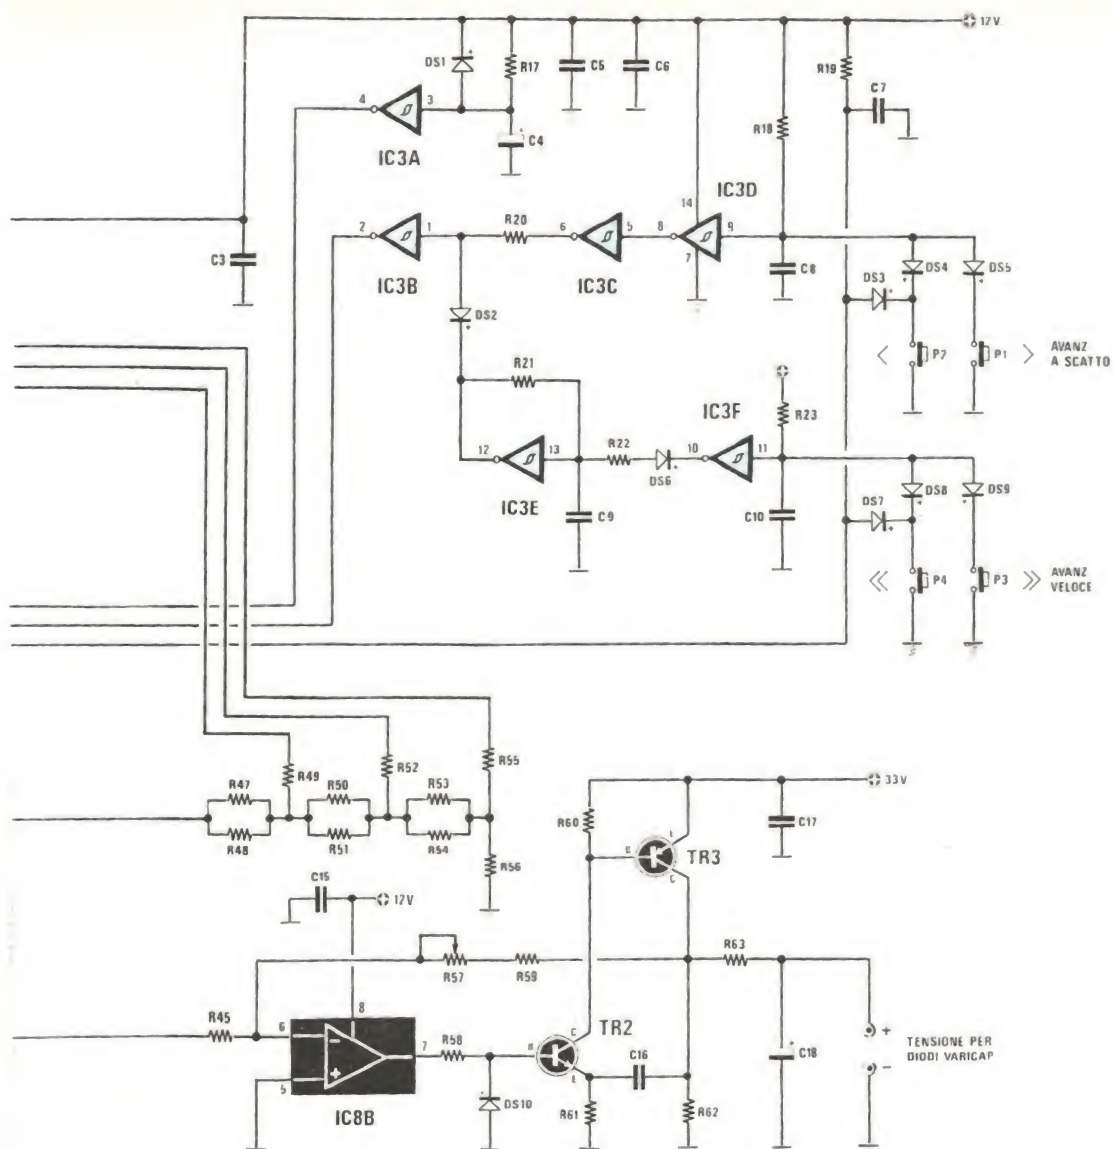 12V
DS1
R17
C5
C6
R19
C7
4
3
C4
R18
IC3A
IC3D
14
R20
2
1
6
5
8
9
7
C3
IC3B
IC3C
C8
DS3
DS4
DS5
DS2
P2
P1
AVANZ
A SCATTO
R21
IC3F
R23
R22
12
13
10
11
DS6
IC3E
C9
C10
DS7
DS8
DS9
P4
P3
AVANZ
VELOCE
R47
R49
R50
R52
R53
R55
R48
R51
R54
R56
33V
R60
C17
B
E
C
TR3
C15
12V
R57
R59
R63
R45
8
6
7
5
R58
TR2
B
C
E
C16
C18
+
-
TENSIONE PER
DIODI VARICAP
DS10
R61
R62
IC8B